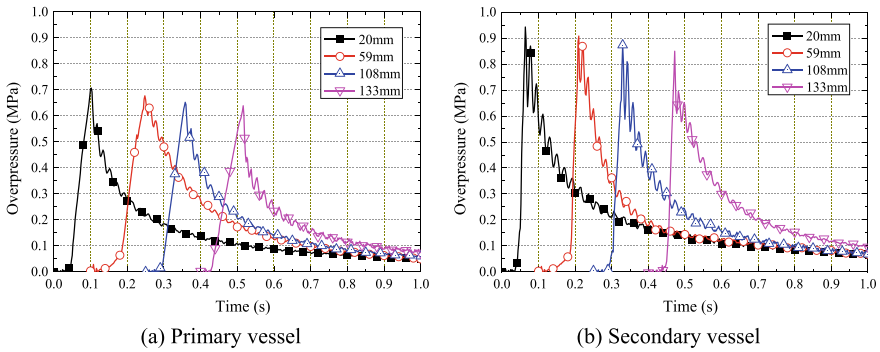 1.0
0.9
0.8
0.7
0.6
0.5
0.4
0.3
0.2
0.1
0.0
Overpressure (MPa)
20mm
59mm
108mm
133mm
0.0 0.1 0.2 0.3 0.4 0.5 0.6 0.7 0.8 0.9 1.0
Time (s)
(a) Primary vessel
1.0
0.9
0.8
0.7
0.6
0.5
0.4
0.3
0.2
0.1
0.0
Overpressure (MPa)
20mm
59mm
108mm
133mm
0.0 0.1 0.2 0.3 0.4 0.5 0.6 0.7 0.8 0.9 1.0
Time (s)
(b) Secondary vessel